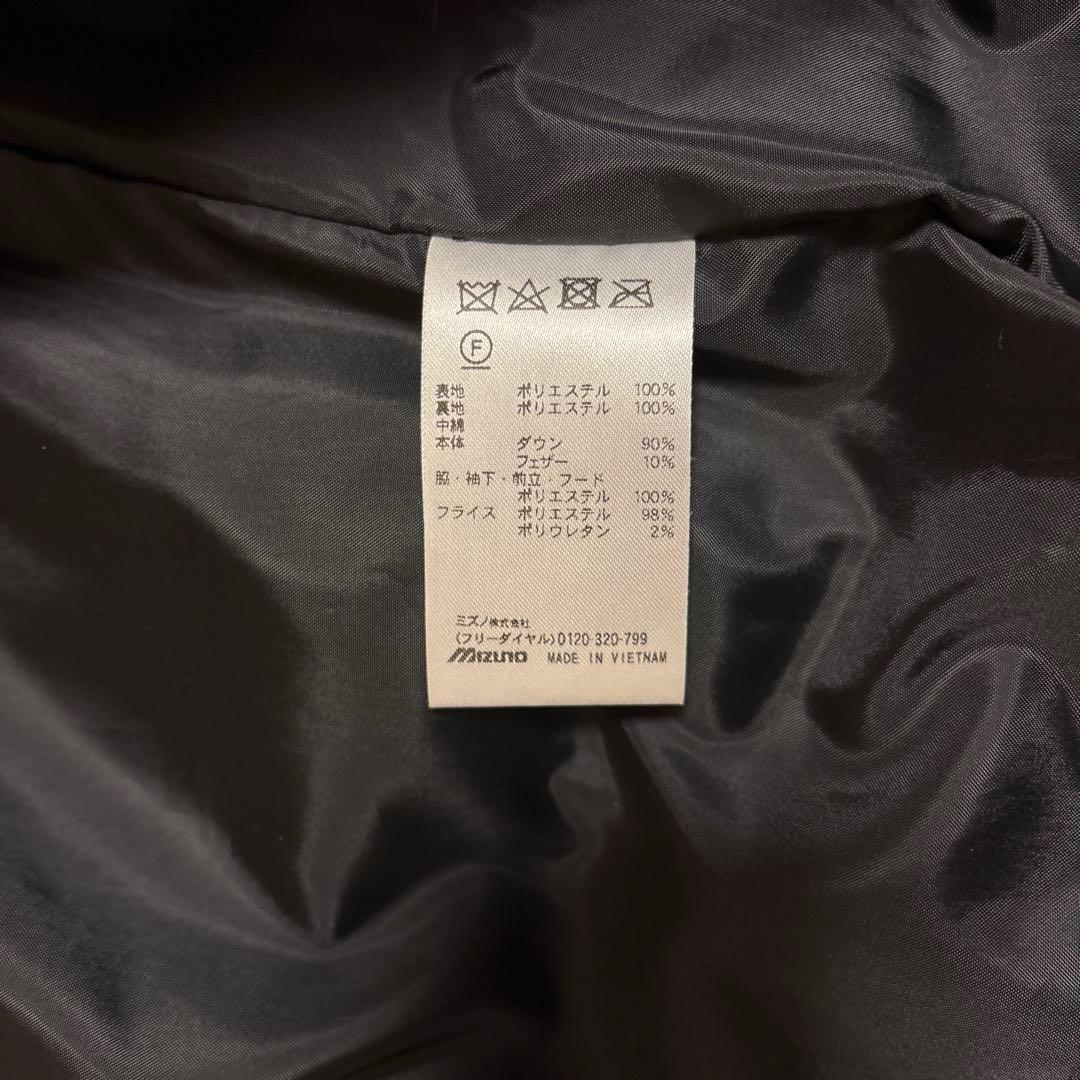 F
表地 ポリエステル 100%
裏地 ポリエステル 100%
中綿
本体 ダウン 90%
フェザー 10%
脇・袖下・前立・フード
ポリエステル 100%
フライス ポリエステル 98%
ポリウレタン 2%
ミズノ株式会社
(フリーダイヤル)0120-320-799
MIZUNO MADE IN VIETNAM